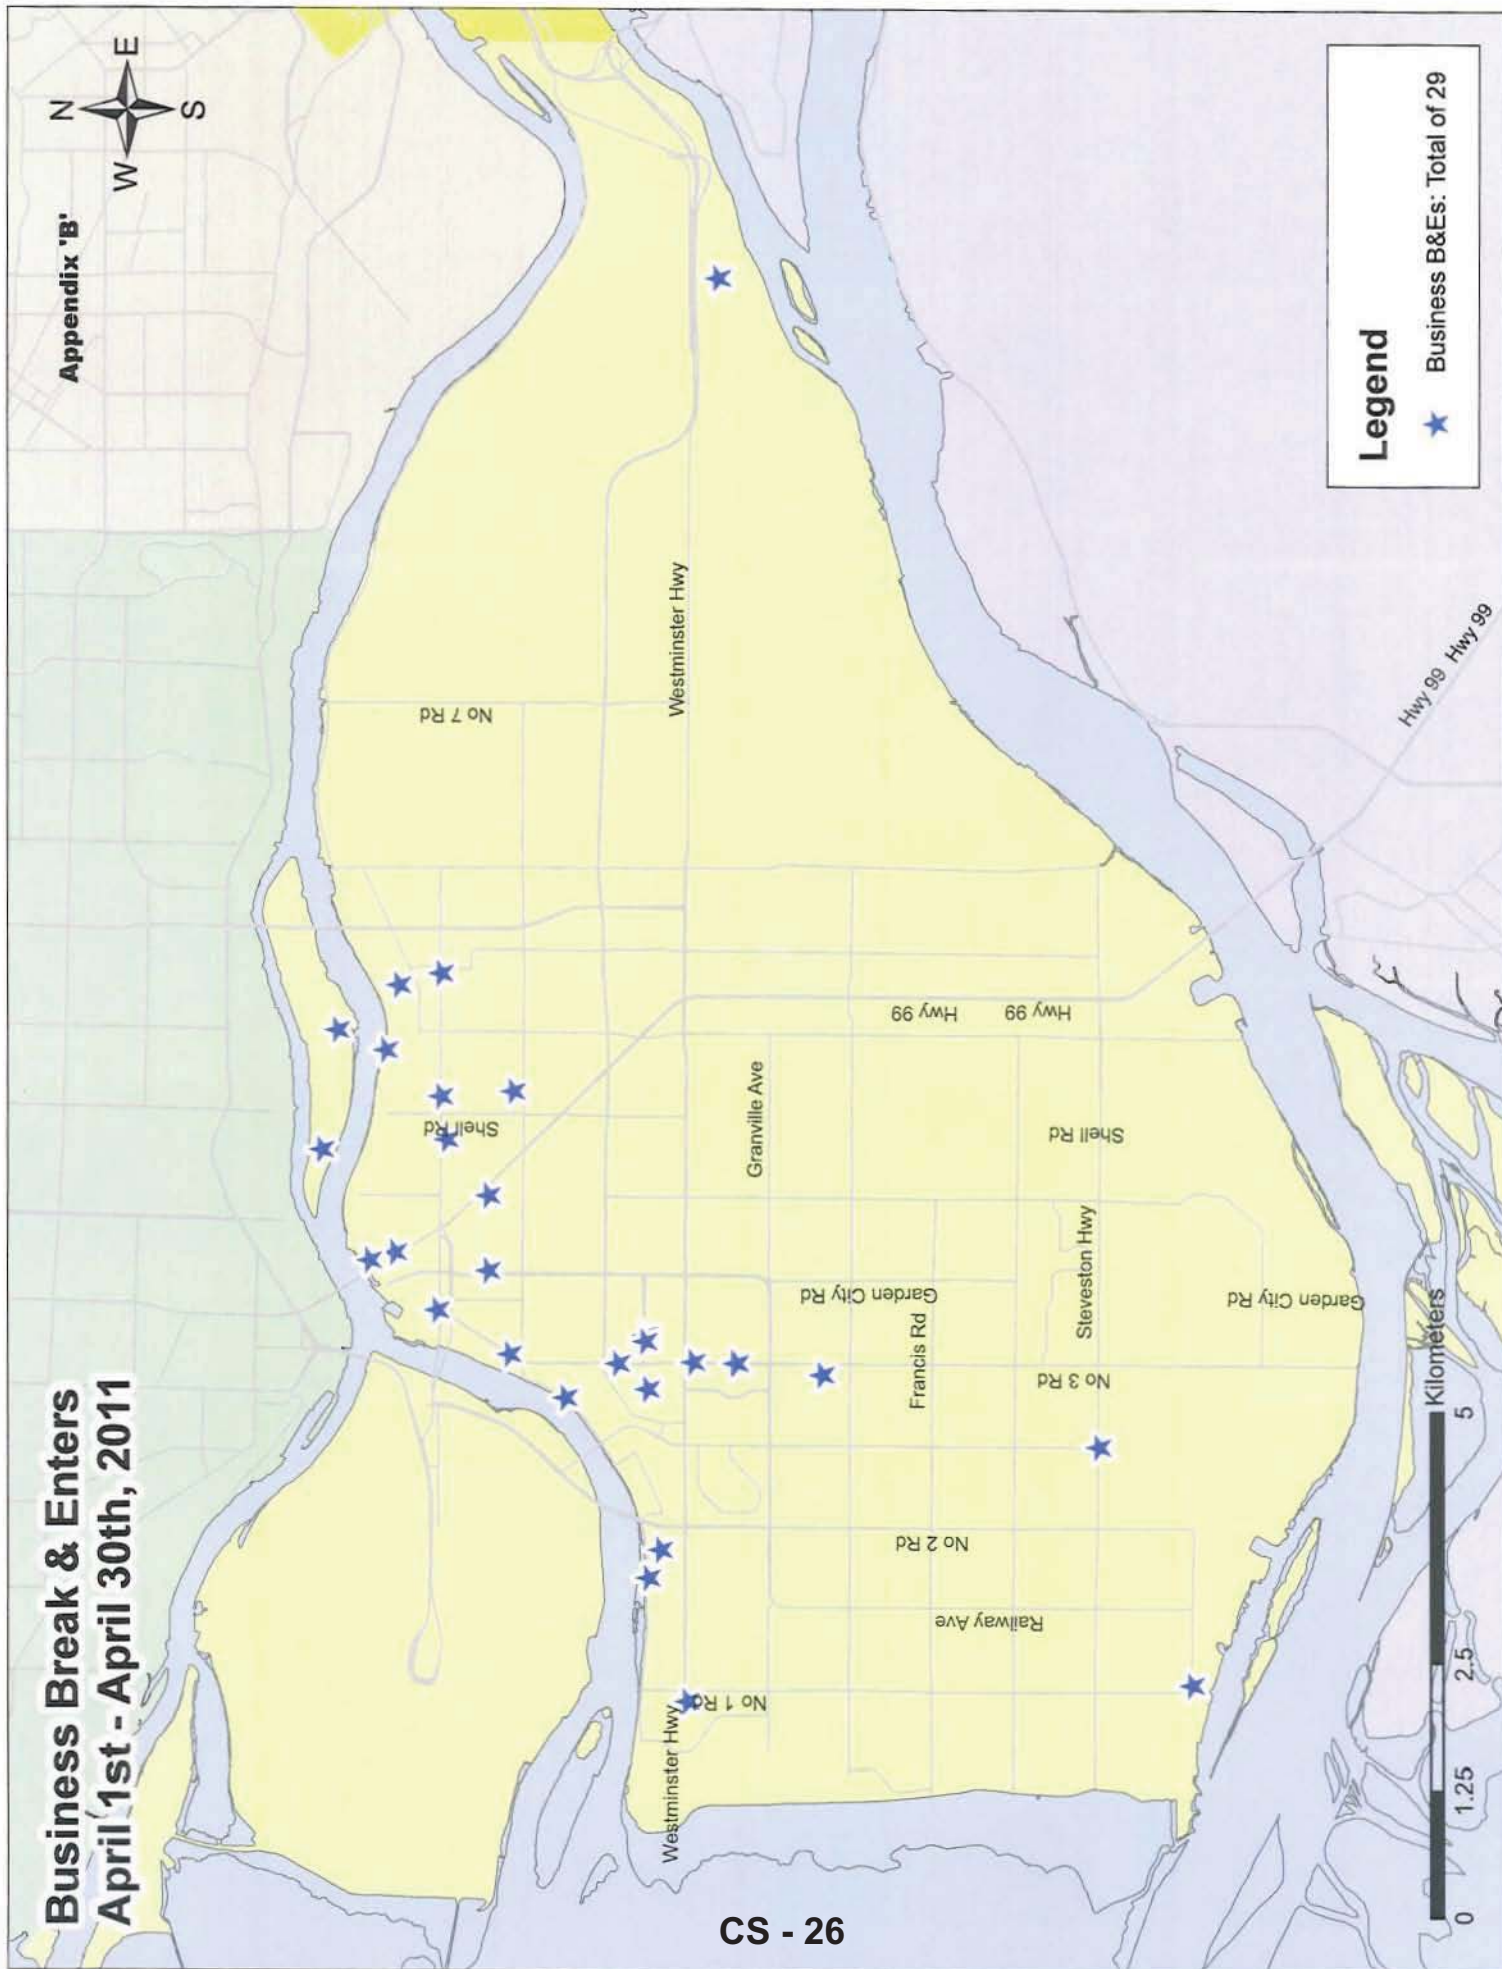 Business Break & Enters
April 1st - April 30th, 2011
Appendix 'B'
N
W
E
S
No 7 Rd
Westminster Hwy
Shell Rd
Hwy 99
Hwy 99
Granville Ave
Shell Rd
Garden City Rd
Steveston Hwy
Garden City Rd
Francis Rd
No 3 Rd
No 2 Rd
Railway Ave
No 1 Rd
Westminster Hwy
Hwy 99
Hwy 99
Legend
Business B&Es: Total of 29
0
1.25
2.5
5
Kilometers
CS - 26